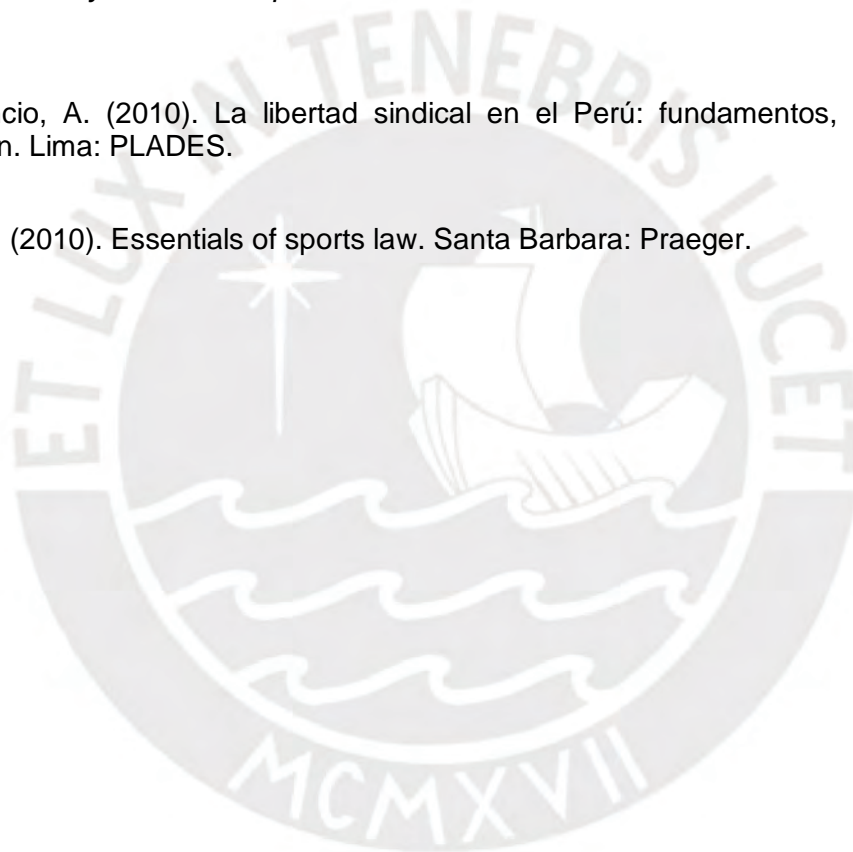 cio, A. (2010). La libertad sindical en el Perú: fundamentos,
n. Lima: PLADES.
(2010). Essentials of sports law. Santa Barbara: Praeger.
ET LUX IN TENEBRIS LUCET
MCMXVII